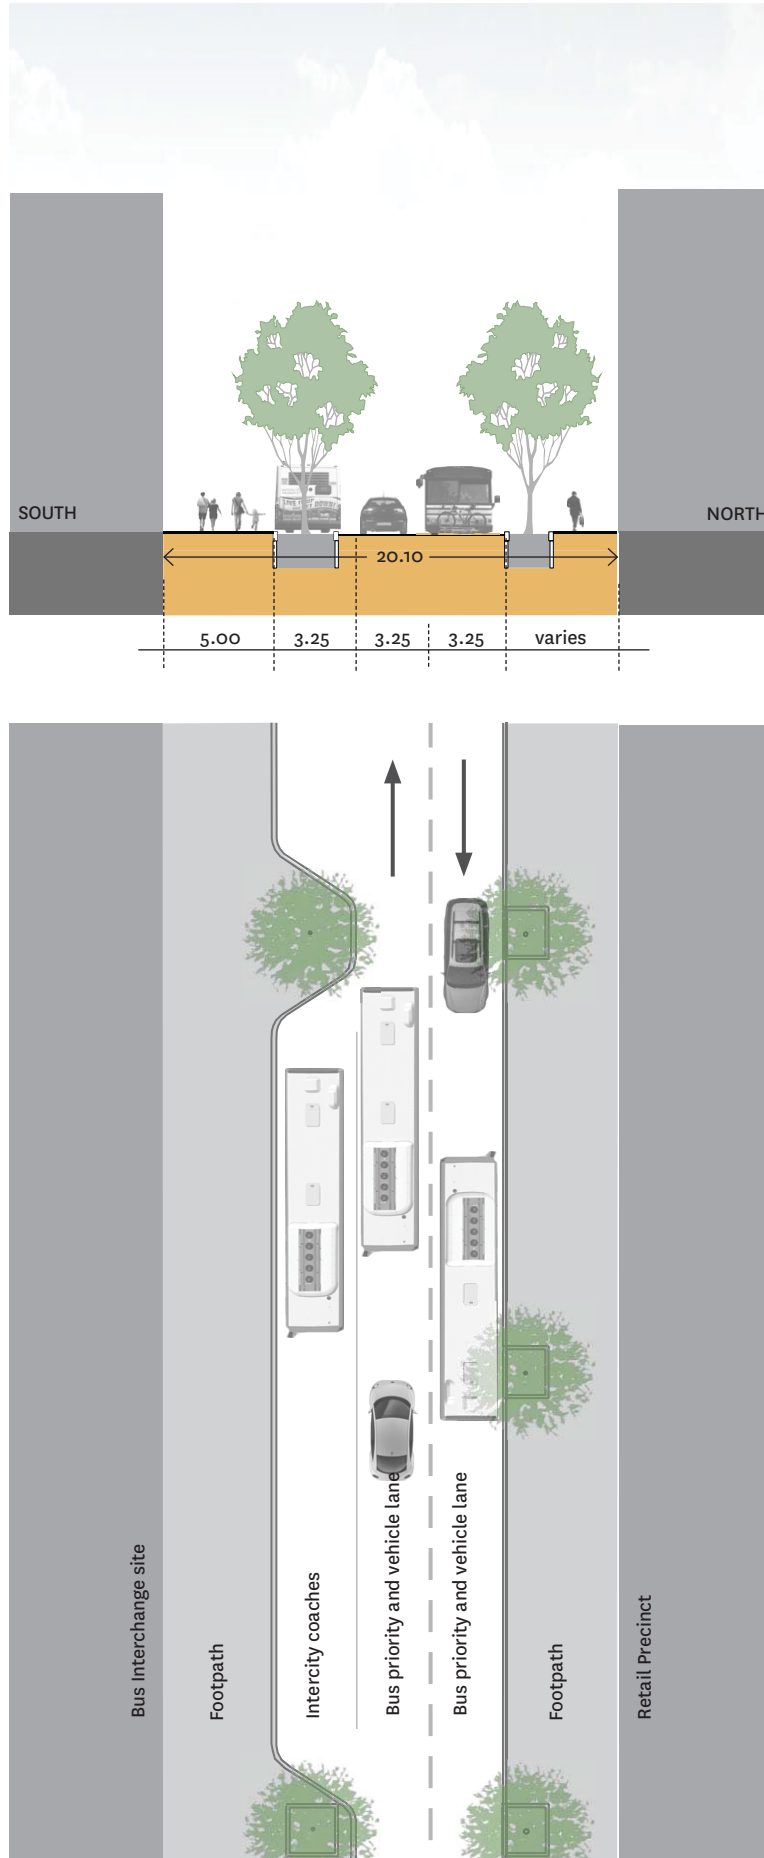 SOUTH
NORTH
20.10
5.00
3.25
3.25
3.25
varies
Bus Interchange site
Footpath
Intercity coaches
Bus priority and vehicle lane
Bus priority and vehicle lane
Footpath
Retail Precinct